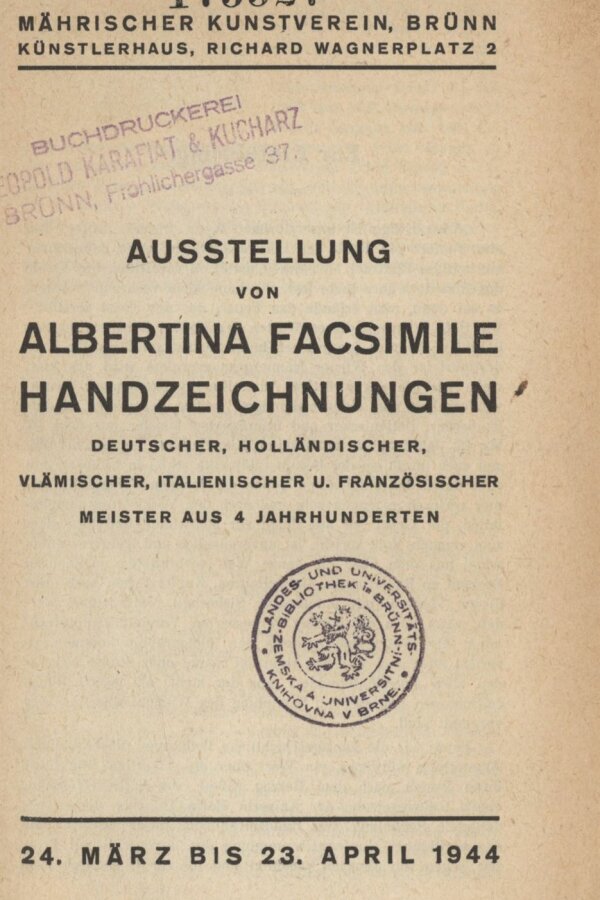 MÄHRISCHER KUNSTVEREIN, BRÜNN
KÜNSTLERHAUS, RICHARD WAGNERPLATZ 2
BUCHDRUCKEREI
LEOPOLD KARAFIAT & KUCHARZ
BRÜNN, Fröhlichergasse 37.
AUSSTELLUNG
VON
ALBERTINA FACSIMILE
HANDZEICHNUNGEN
DEUTSCHER, HOLLÄNDISCHER,
VLÄMISCHER, ITALIENISCHER U. FRANZÖSISCHER
MEISTER AUS 4 JAHRHUNDERTEN
LANDES- UND UNIVERSITÄTS-
BIBLIOTHEK in BRÜNN-
ZEMSKÁ A UNIVERSITNÍ-
KNIHOVNA V BRNĚ.
24. MÄRZ BIS 23. APRIL 1944